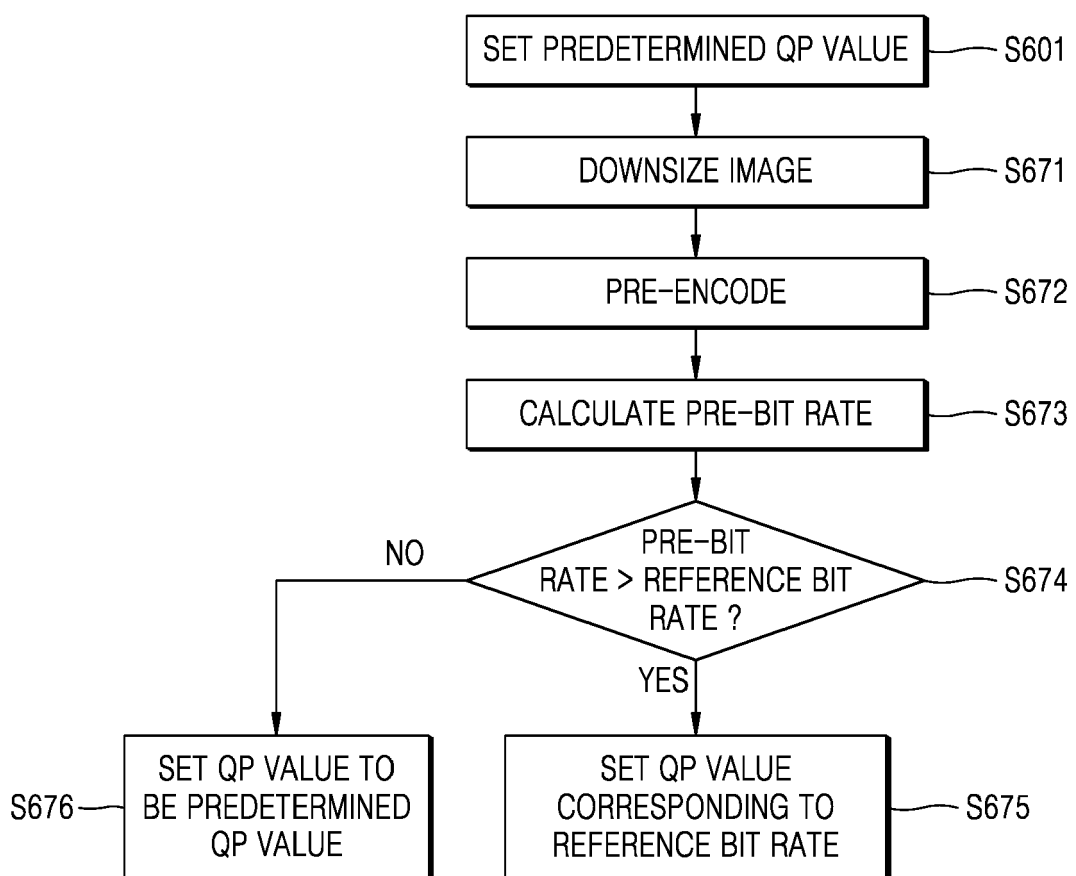 SET PREDETERMINED QP VALUE
S601
DOWNSIZE IMAGE
S671
PRE-ENCODE
S672
CALCULATE PRE-BIT RATE
S673
PRE-BIT
RATE > REFERENCE BIT
RATE ?
S674
NO
YES
S676
SET QP VALUE TO
BE PREDETERMINED
QP VALUE
SET QP VALUE
CORRESPONDING TO
REFERENCE BIT RATE
S675